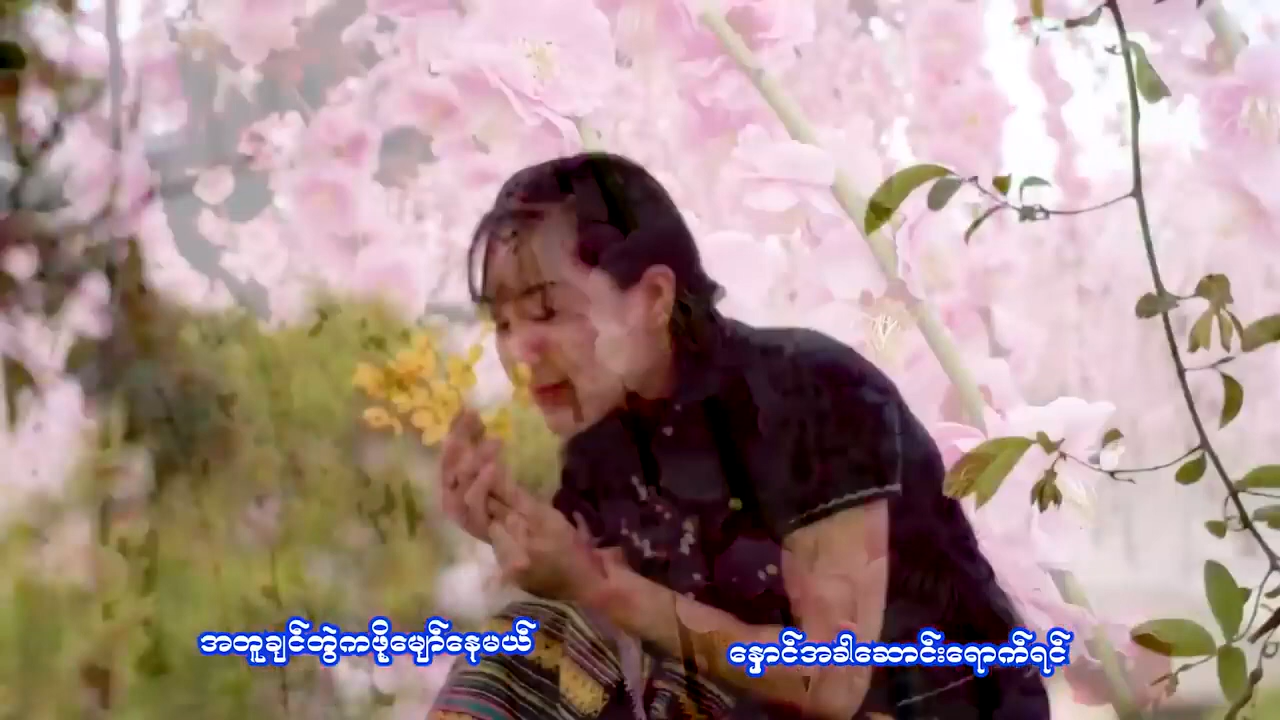 အတူချင်တွဲကဖို့မျော်နေမယ်
နှောင်အခါဆောင်းရောက်ရင်